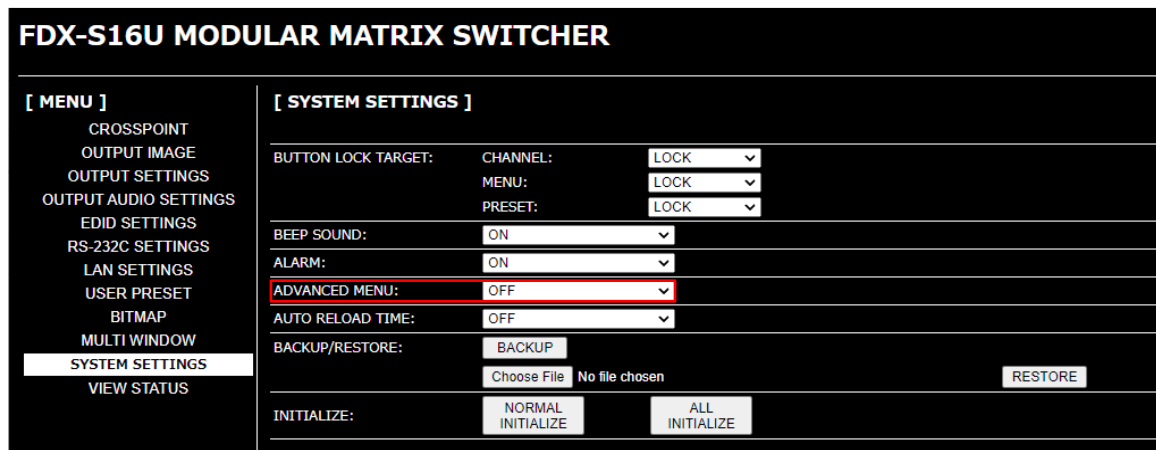 FDX-S16U MODULAR MATRIX SWITCHER
[ MENU ]
CROSSPOINT
OUTPUT IMAGE
OUTPUT SETTINGS
OUTPUT AUDIO SETTINGS
EDID SETTINGS
RS-232C SETTINGS
LAN SETTINGS
USER PRESET
BITMAP
MULTI WINDOW
SYSTEM SETTINGS
VIEW STATUS
[ SYSTEM SETTINGS ]
BUTTON LOCK TARGET: CHANNEL: LOCK
MENU: LOCK
PRESET: LOCK
BEEP SOUND: ON
ALARM: ON
ADVANCED MENU: OFF
AUTO RELOAD TIME: OFF
BACKUP/RESTORE: BACKUP
Choose File No file chosen RESTORE
INITIALIZE: NORMAL INITIALIZE ALL INITIALIZE